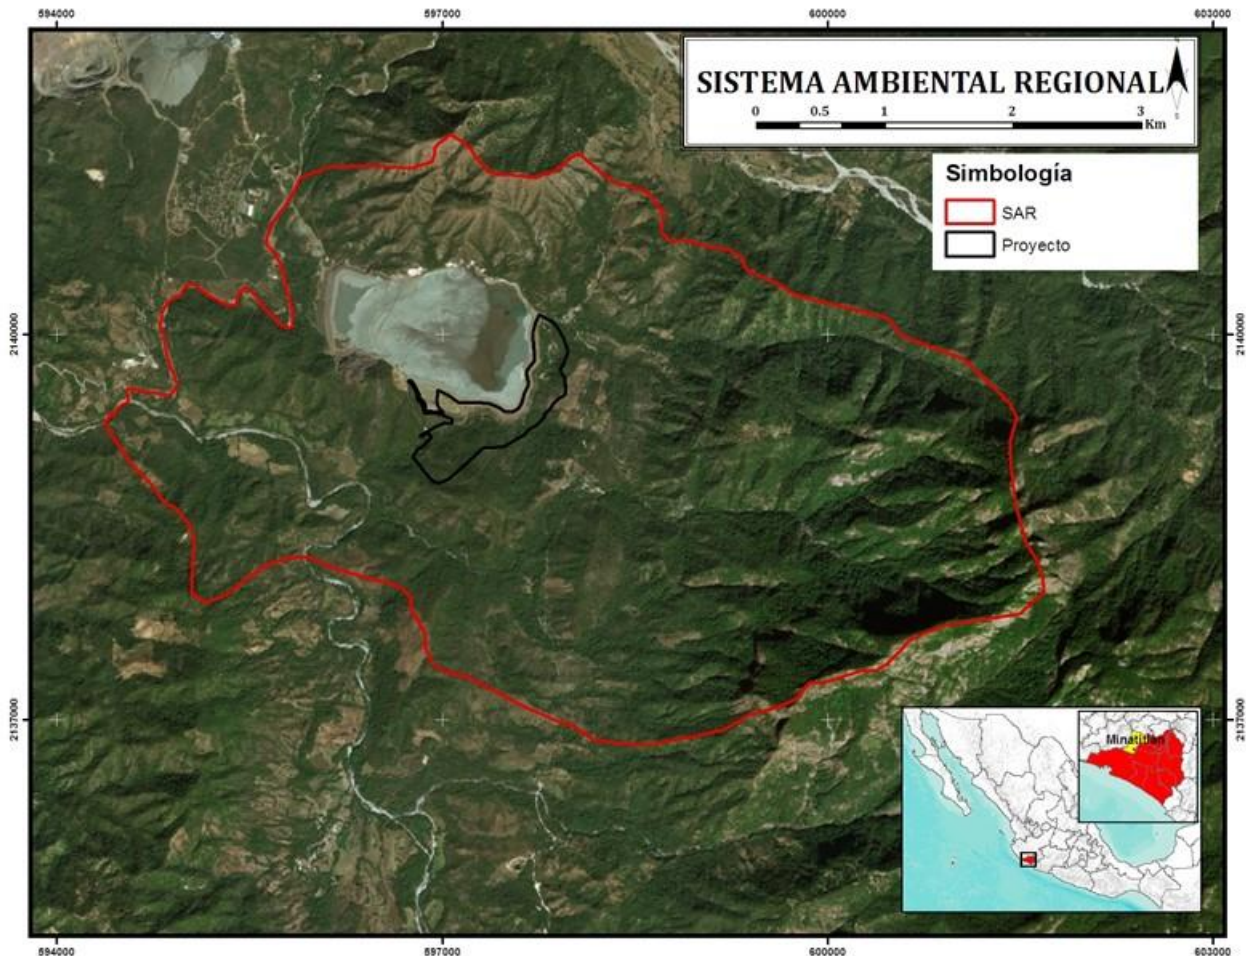 594000 597000 600000 603000
SISTEMA AMBIENTAL REGIONAL
0 0.5 1 2 3
Km
Simbología
SAR
Proyecto
2140000 2140000
2137000 2137000
Minatitlán
594000 597000 600000 603000